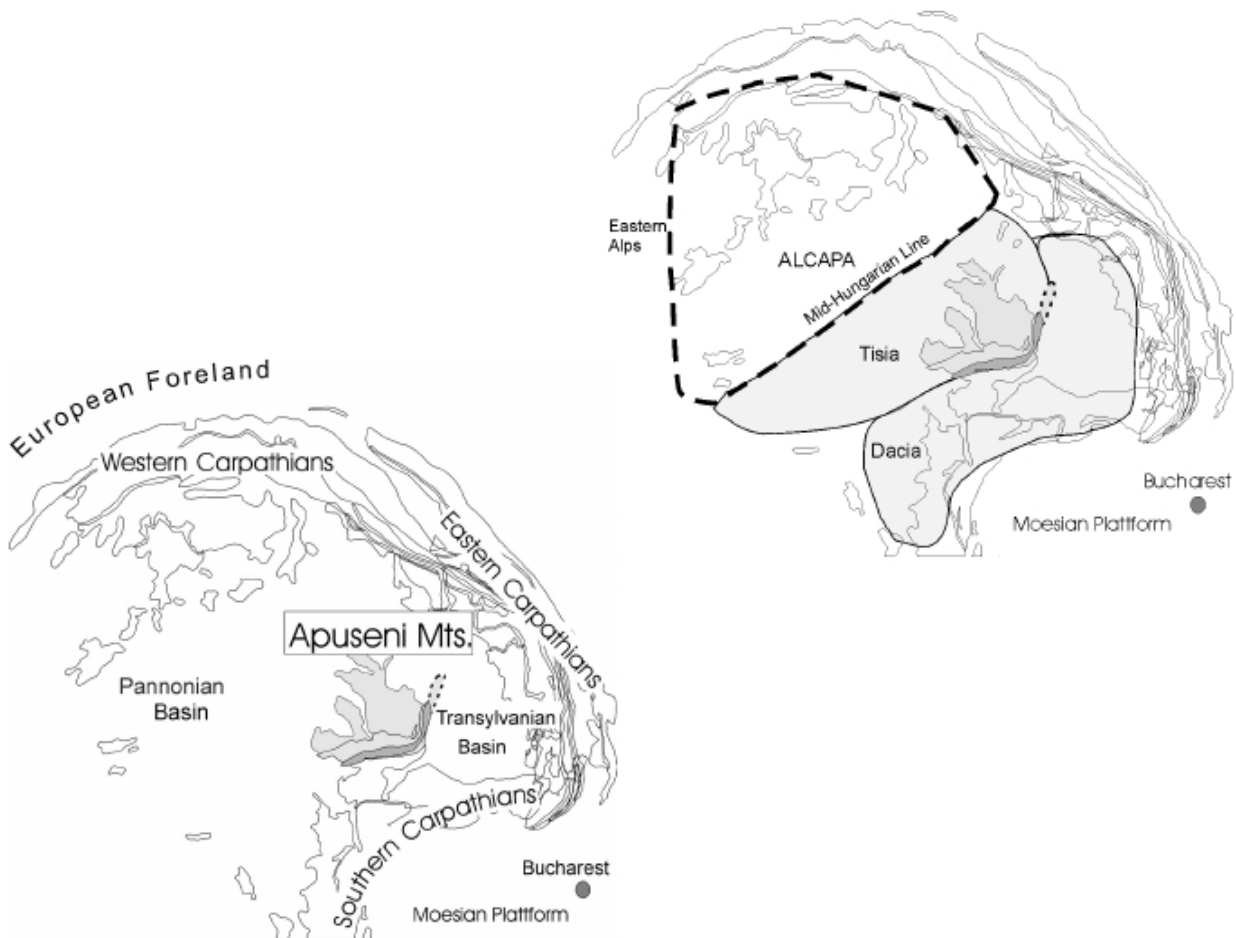 Eastern
Alps
ALCAPA
Mid-Hungarian Line
Tisia
Dacia
Bucharest
Moesian Plattform
European Foreland
Western Carpathians
Eastern Carpathians
Apuseni Mts.
Pannonian
Basin
Transylvanian
Basin
Southern Carpathians
Bucharest
Moesian Plattform